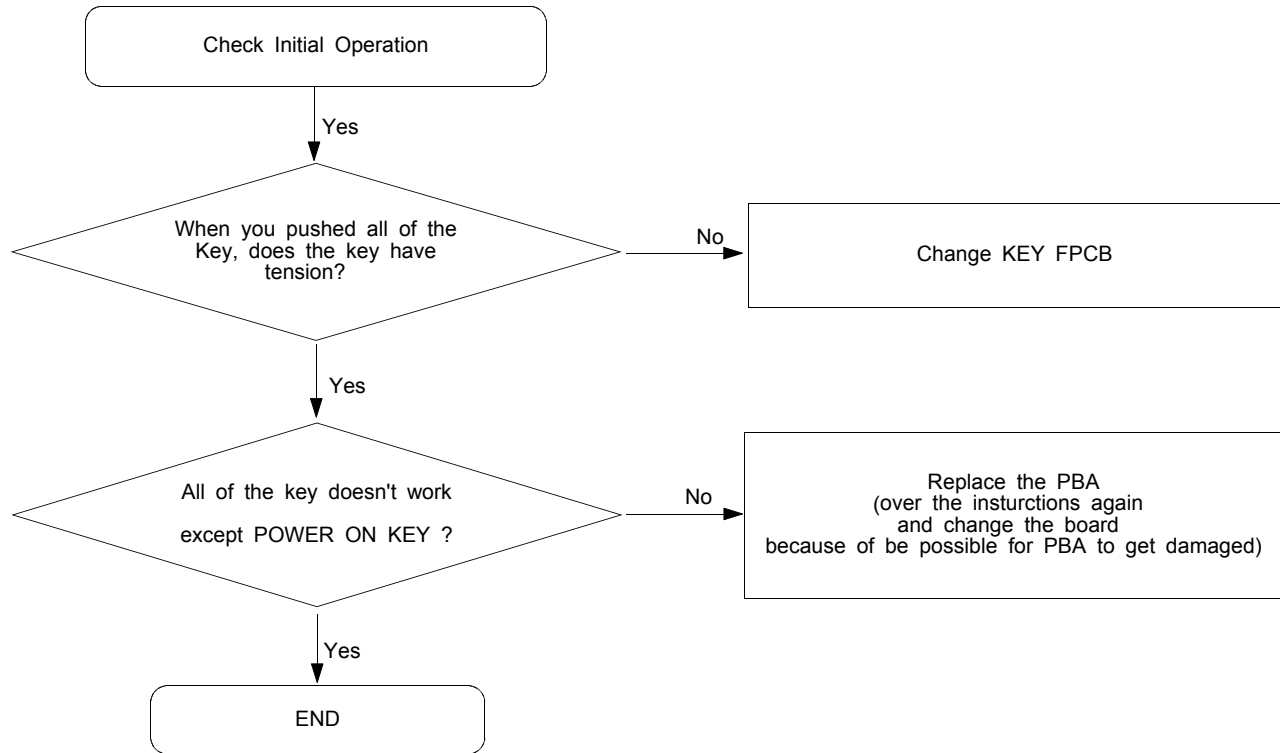 Check Initial Operation
Yes
When you pushed all of the
Key, does the key have
tension?
No
Change KEY FPCB
Yes
All of the key doesn't work
except POWER ON KEY ?
No
Replace the PBA
(over the insturctions again
and change the board
because of be possible for PBA to get damaged)
Yes
END